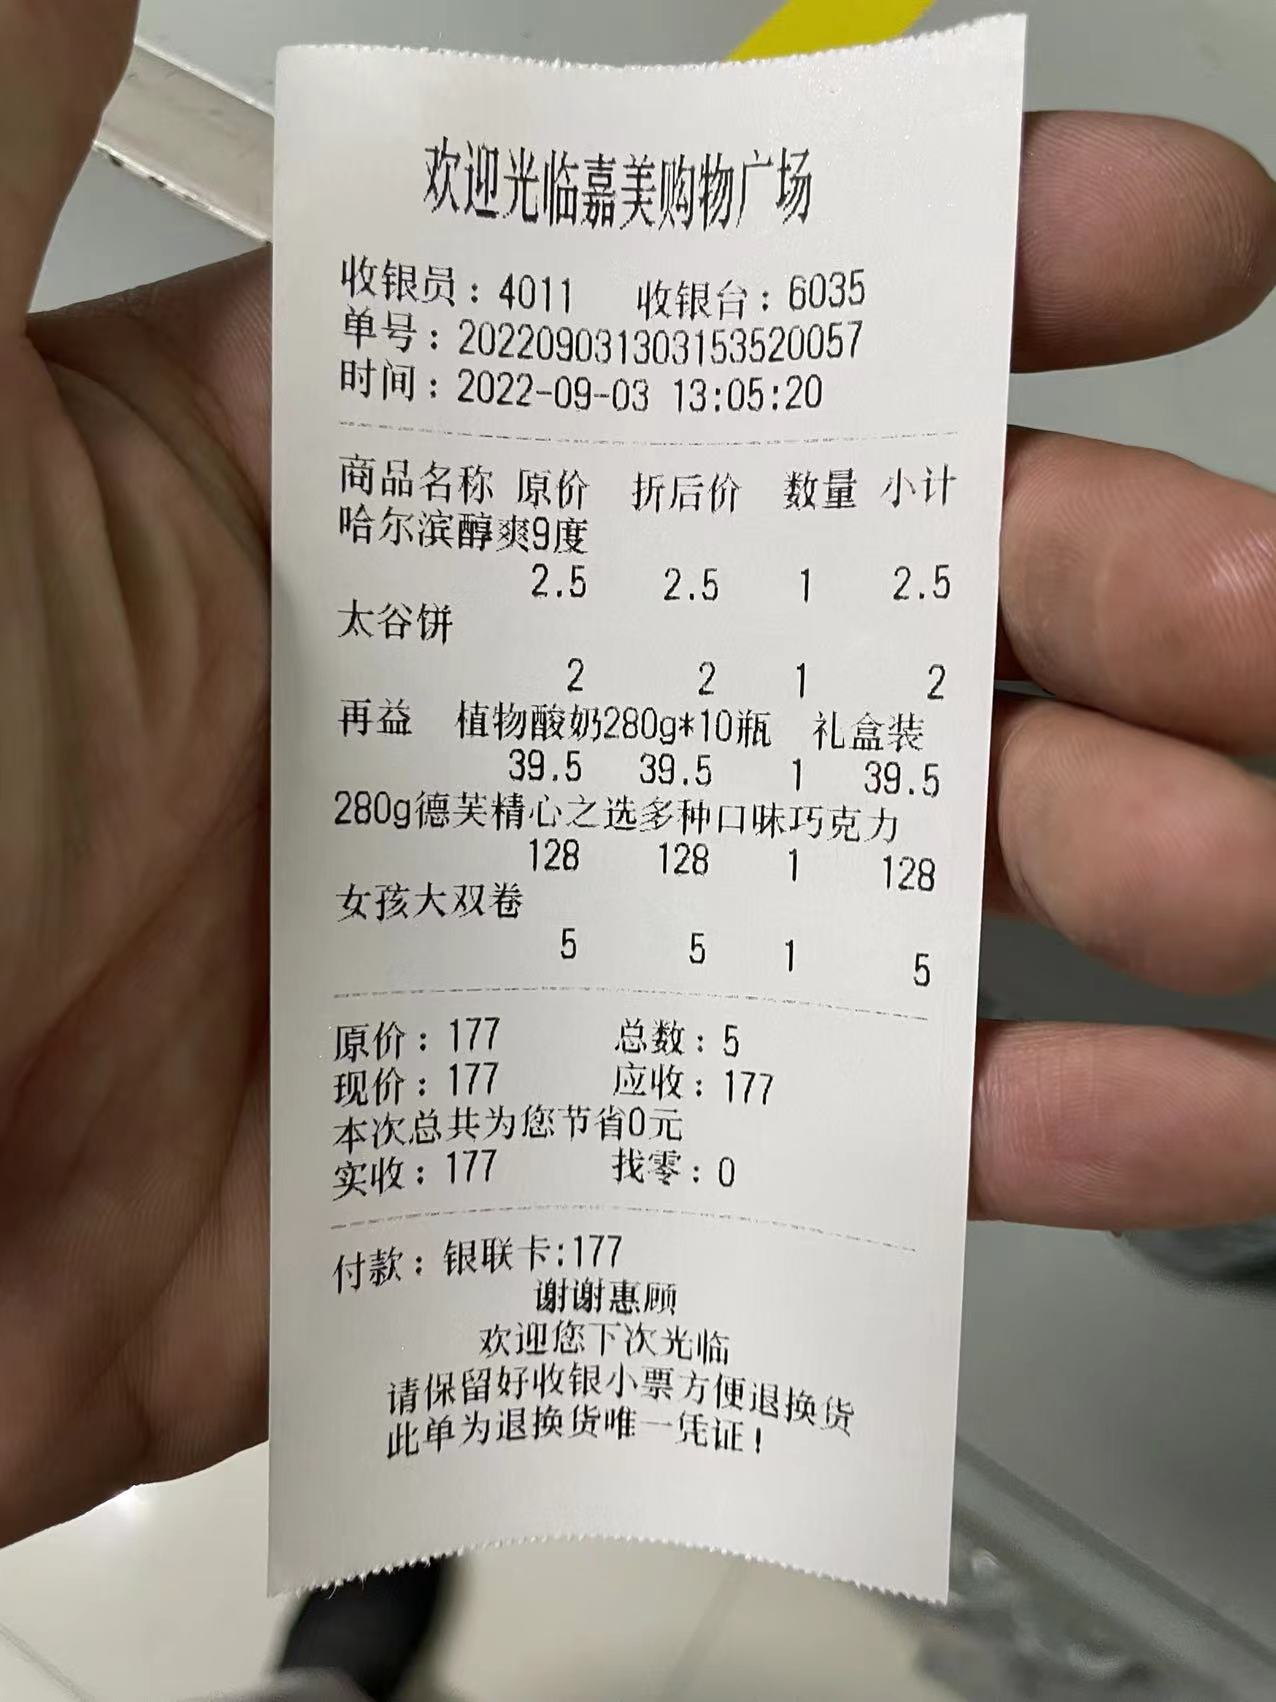 欢迎光临嘉美购物广场
收银员：4011 收银台：6035
单号：202209031303153520057
时间：2022-09-03 13:05:20
商品名称 原价 折后价 数量 小计
哈尔滨醇爽9度
2.5 2.5 1 2.5
太谷饼
2 2 1 2
再益 植物酸奶280g*10瓶 礼盒装
39.5 39.5 1 39.5
280g德芙精心之选多种口味巧克力
128 128 1 128
女孩大双卷
5 5 1 5
原价：177 总数：5
现价：177 应收：177
本次总共为您节省0元
实收：177 找零：0
付款：银联卡:177
谢谢惠顾
欢迎您下次光临
请保留好收银小票方便退换货
此单为退换货唯一凭证！